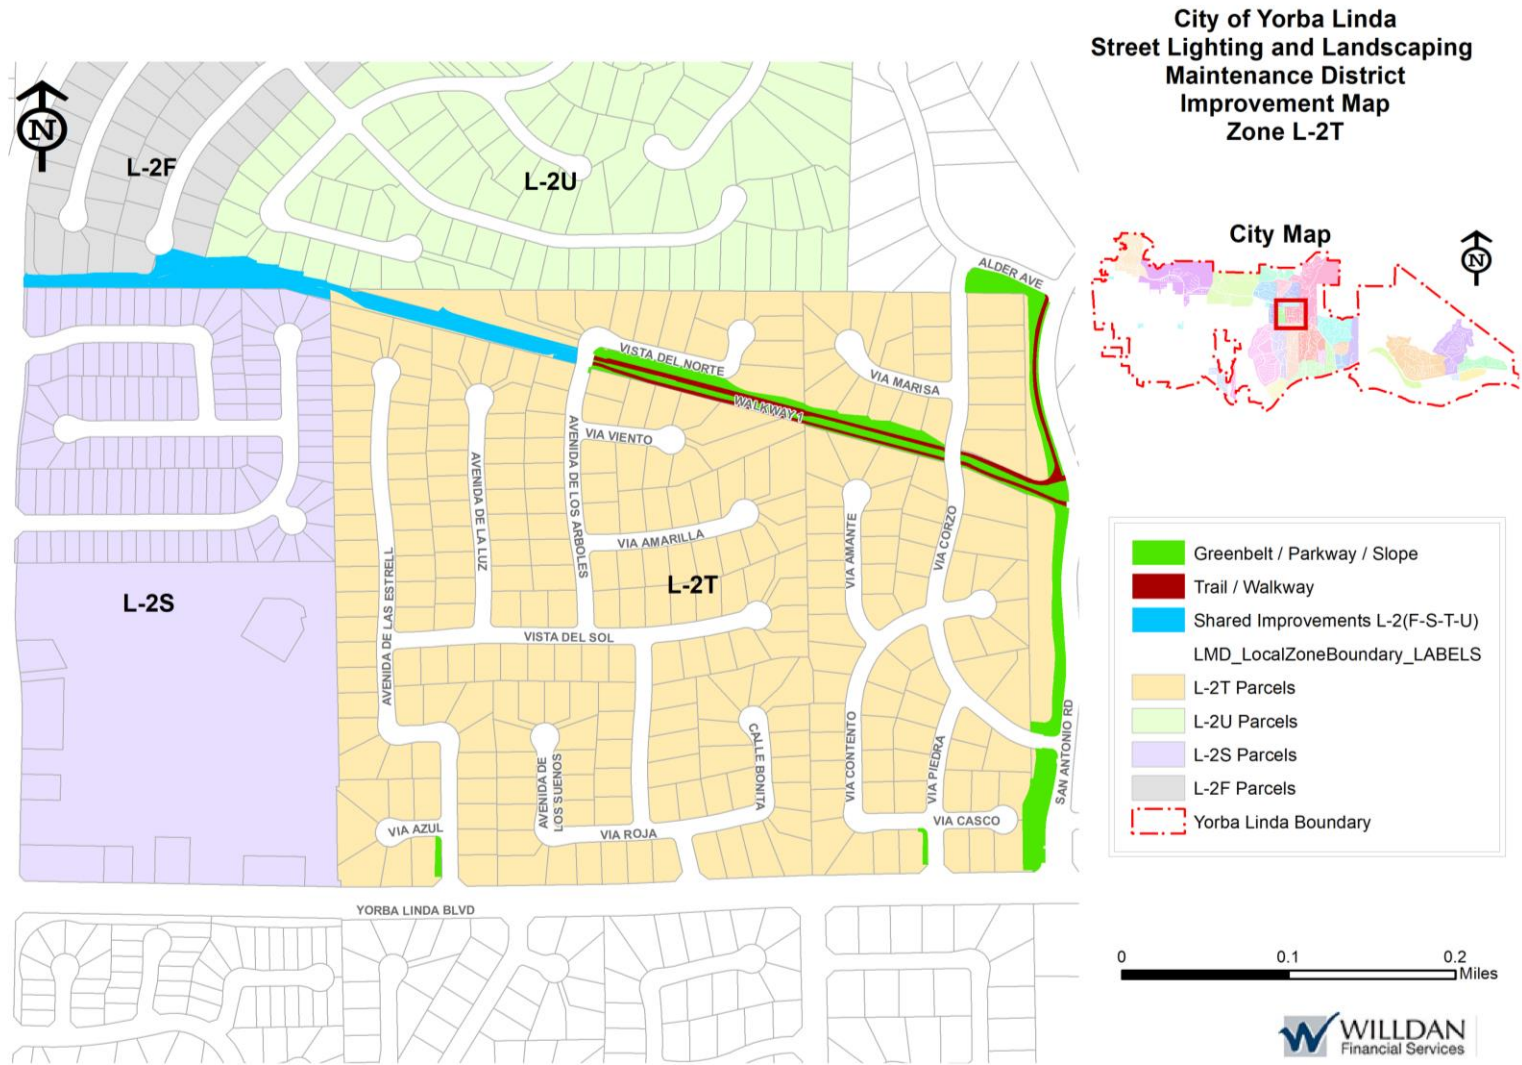 City of Yorba Linda
Street Lighting and Landscaping
Maintenance District
Improvement Map
Zone L-2T
N
L-2F
L-2U
City Map
N
ALDER AVE
VISTA DEL NORTE
VIA MARISA
WALKWAY 1
AVENIDA DE LOS ARBOLES
VIA VIENTO
AVENIDA DE LA LUZ
VIA AMARILLA
VIA AMANTE
VIA CORZO
AVENIDA DE LAS ESTRELL
L-2T
L-2S
VISTA DEL SOL
CALLE BONITA
VIA CONTENTO
VIA PIEDRA
SAN ANTONIO RD
AVENIDA DE
LOS SUENOS
VIA AZUL
VIA ROJA
VIA CASCO
YORBA LINDA BLVD
Greenbelt / Parkway / Slope
Trail / Walkway
Shared Improvements L-2(F-S-T-U)
LMD_LocalZoneBoundary_LABELS
L-2T Parcels
L-2U Parcels
L-2S Parcels
L-2F Parcels
Yorba Linda Boundary
0 0.1 0.2
Miles
WILLDAN
Financial Services